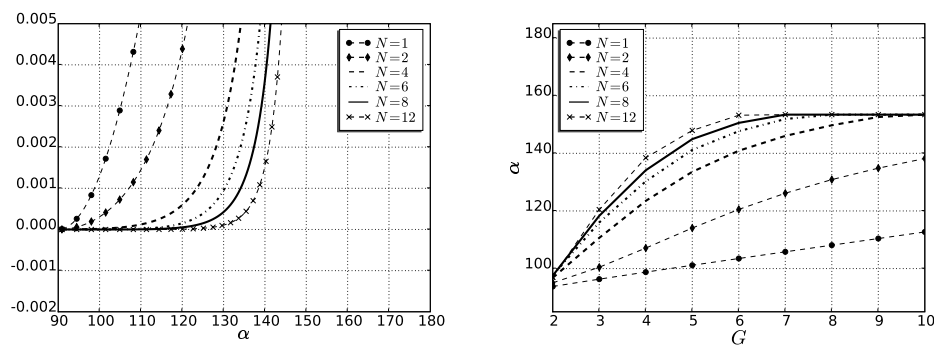 0.005
0.004
0.003
0.002
0.001
0.000
-0.001
-0.002
90 100 110 120 130 140 150 160 170 180
α
N=1
N=2
N=4
N=6
N=8
N=12
180
160
140
120
100
α
2 3 4 5 6 7 8 9 10
G
N=1
N=2
N=4
N=6
N=8
N=12